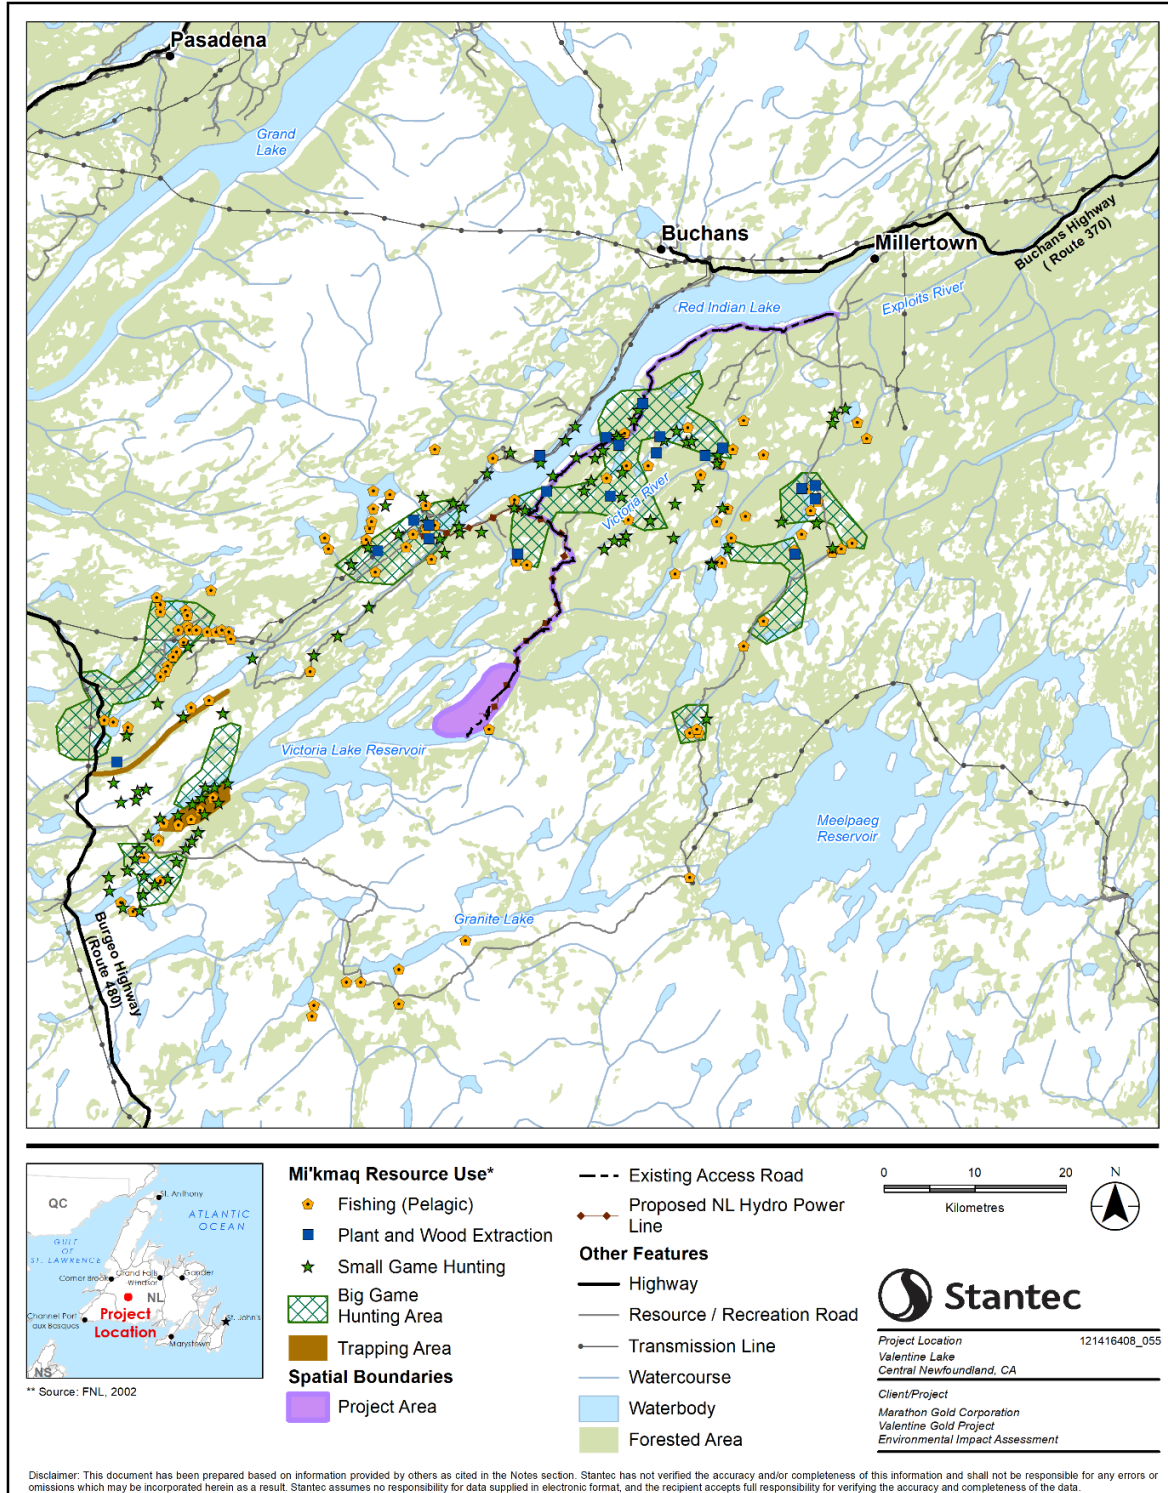 Pasadena
Grand
Lake
Buchans
Millertown
Buchans Highway
( Route 370)
Red Indian Lake
Exploits River
Victoria River
Victoria Lake Reservoir
Meelpaeg
Reservoir
Granite Lake
Burgeo Highway
(Route 480)
QC
St. Anthony
ATLANTIC
OCEAN
GULF
OF
ST. LAWRENCE
Corner Brook
Grand Falls
Windsor
Gander
NL
Project
Location
Channel Port
aux Basques
St. John's
Marystown
NS
** Source: FNL, 2002
Mi'kmaq Resource Use*
Fishing (Pelagic)
Plant and Wood Extraction
Small Game Hunting
Big Game
Hunting Area
Trapping Area
Spatial Boundaries
Project Area
Existing Access Road
Proposed NL Hydro Power
Line
Other Features
Highway
Resource / Recreation Road
Transmission Line
Watercourse
Waterbody
Forested Area
0 10 20
Kilometres
N
Stantec
Project Location 121416408_055
Valentine Lake
Central Newfoundland, CA
Client/Project
Marathon Gold Corporation
Valentine Gold Project
Environmental Impact Assessment
Disclaimer: This document has been prepared based on information provided by others as cited in the Notes section. Stantec has not verified the accuracy and/or completeness of this information and shall not be responsible for any errors or
omissions which may be incorporated herein as a result. Stantec assumes no responsibility for data supplied in electronic format, and the recipient accepts full responsibility for verifying the accuracy and completeness of the data.